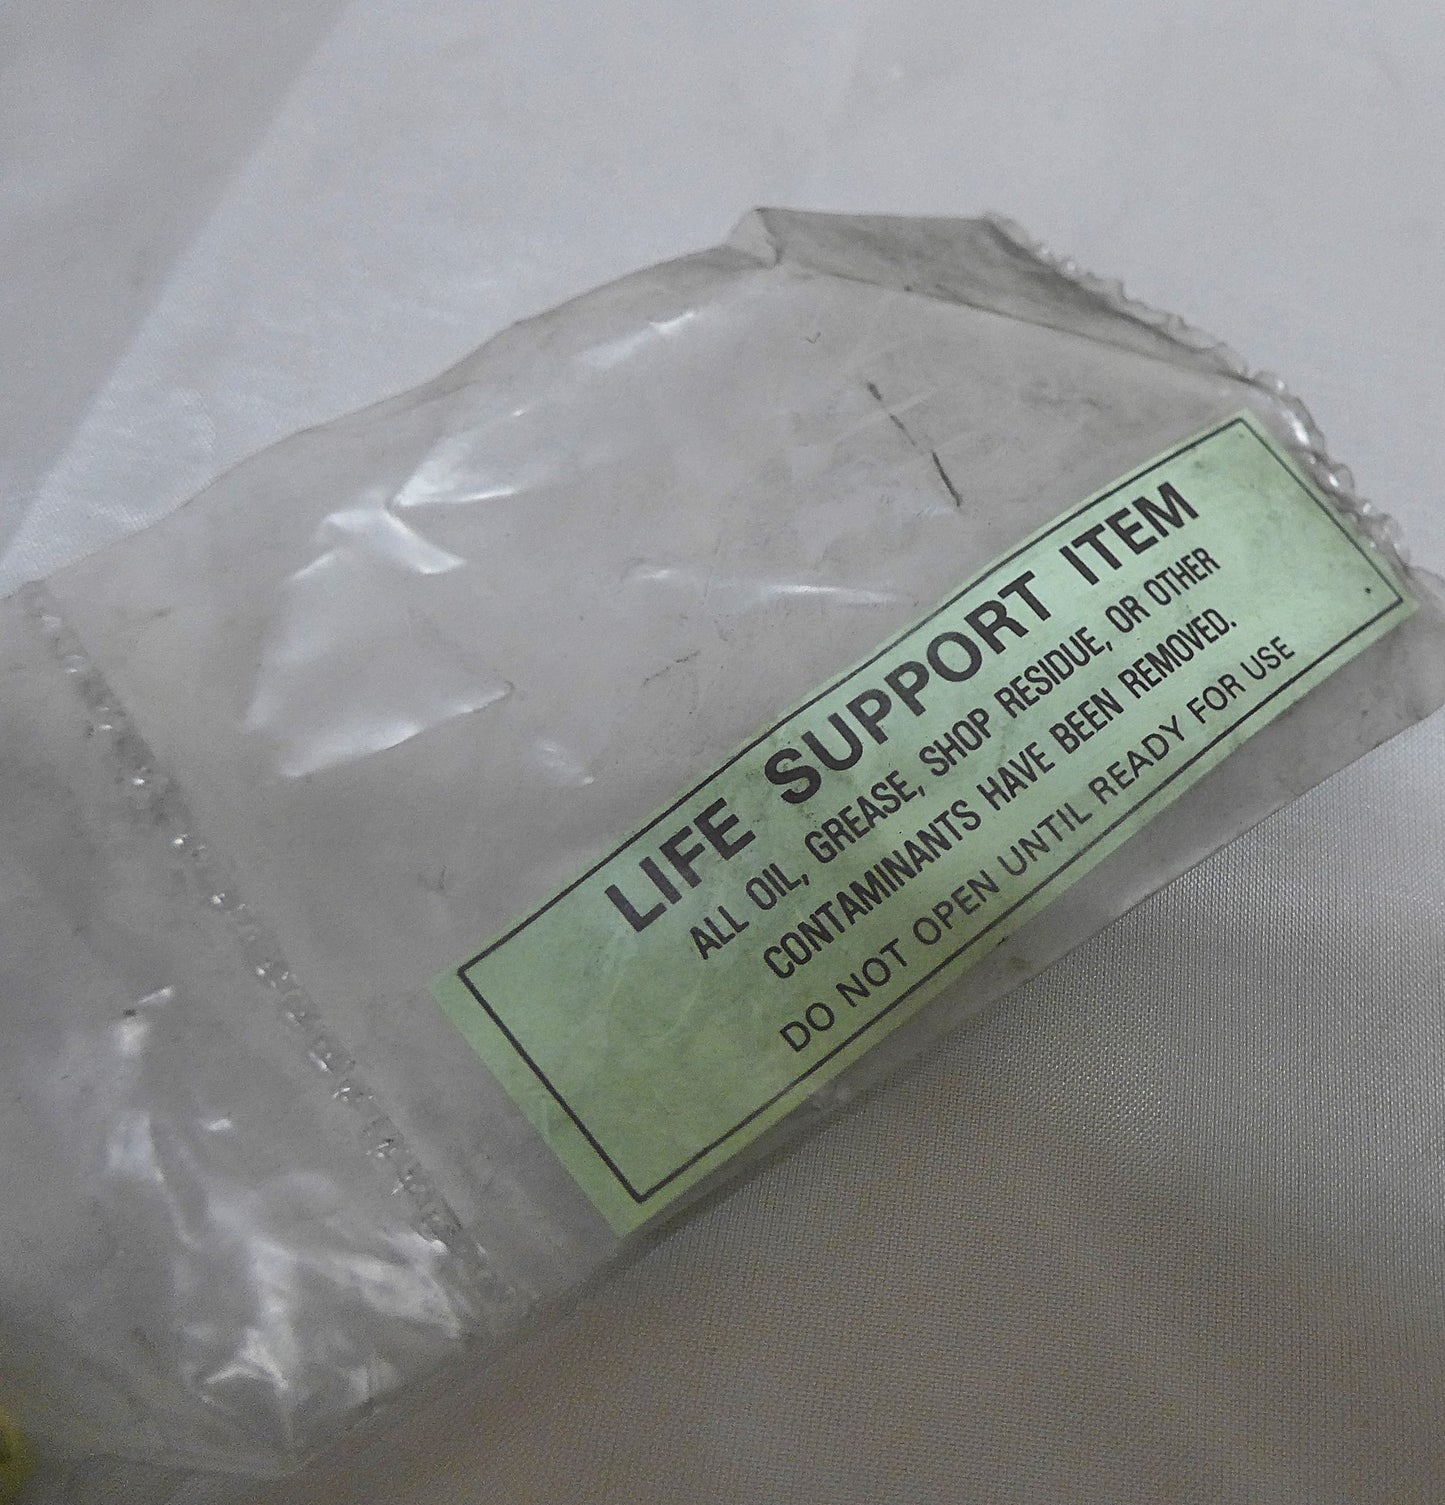 LIFE SUPPORT ITEM
ALL OIL, GREASE, SHOP RESIDUE, OR OTHER
CONTAMINANTS HAVE BEEN REMOVED.
DO NOT OPEN UNTIL READY FOR USE